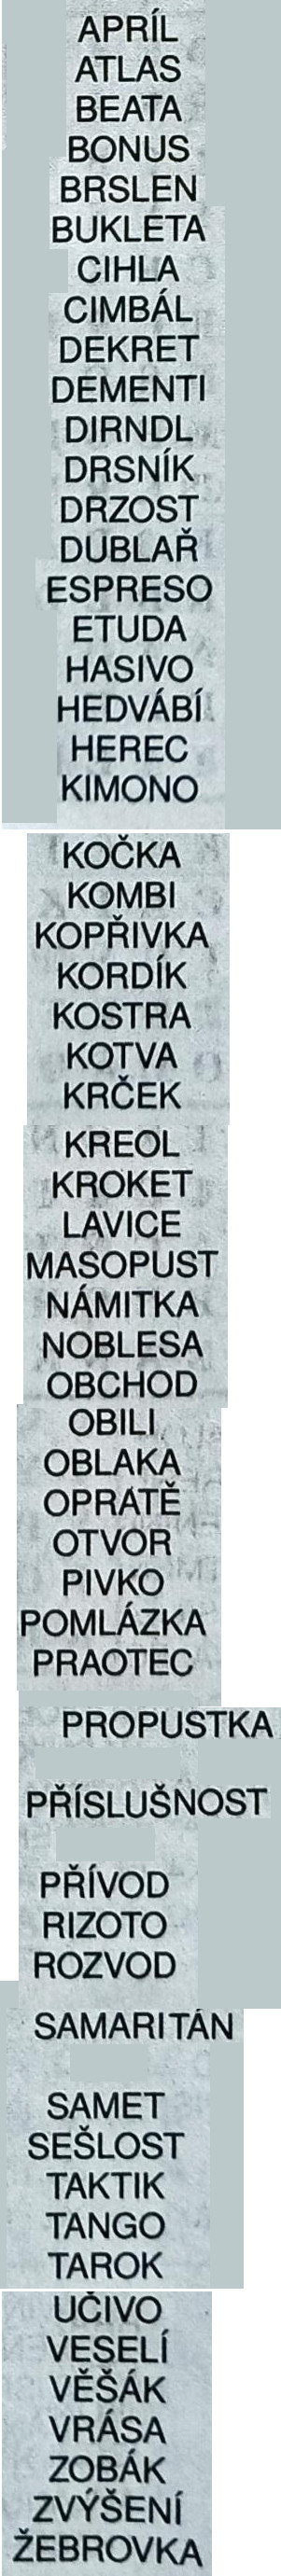 APRÍL
ATLAS
BEATA
BONUS
BRSLEN
BUKLETA
CIHLA
CIMBÁL
DEKRET
DEMENTI
DIRNDL
DRSNÍK
DRZOST
DUBLAŘ
ESPRESO
ETUDA
HASIVO
HEDVÁBÍ
HEREC
KIMONO
KOČKA
KOMBI
KOPŘIVKA
KORDÍK
KOSTRA
KOTVA
KRČEK
KREOL
KROKET
LAVICE
MASOPUST
NÁMITKA
NOBLESA
OBCHOD
OBILI
OBLAKA
OPRATĚ
OTVOR
PIVKO
POMLÁZKA
PRAOTEC
PROPUSTKA
PŘÍSLUŠNOST
PŘÍVOD
RIZOTO
ROZVOD
SAMARITÁN
SAMET
SEŠLOST
TAKTIK
TANGO
TAROK
UČIVO
VESELÍ
VĚŠÁK
VRÁSA
ZOBÁK
ZVÝŠENÍ
ŽEBROVKA